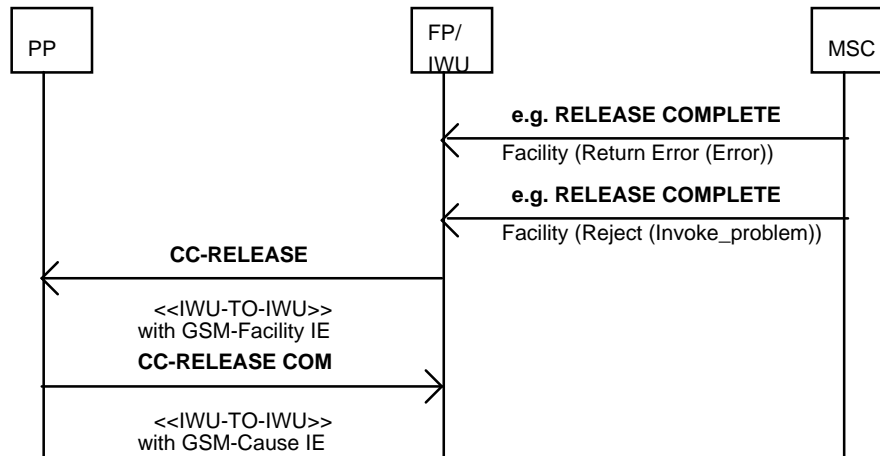 PP
FP/
IWU
MSC
e.g. RELEASE COMPLETE
Facility (Return Error (Error))
e.g. RELEASE COMPLETE
Facility (Reject (Invoke_problem))
CC-RELEASE
<<IWU-TO-IWU>>
with GSM-Facility IE
CC-RELEASE COM
<<IWU-TO-IWU>>
with GSM-Cause IE